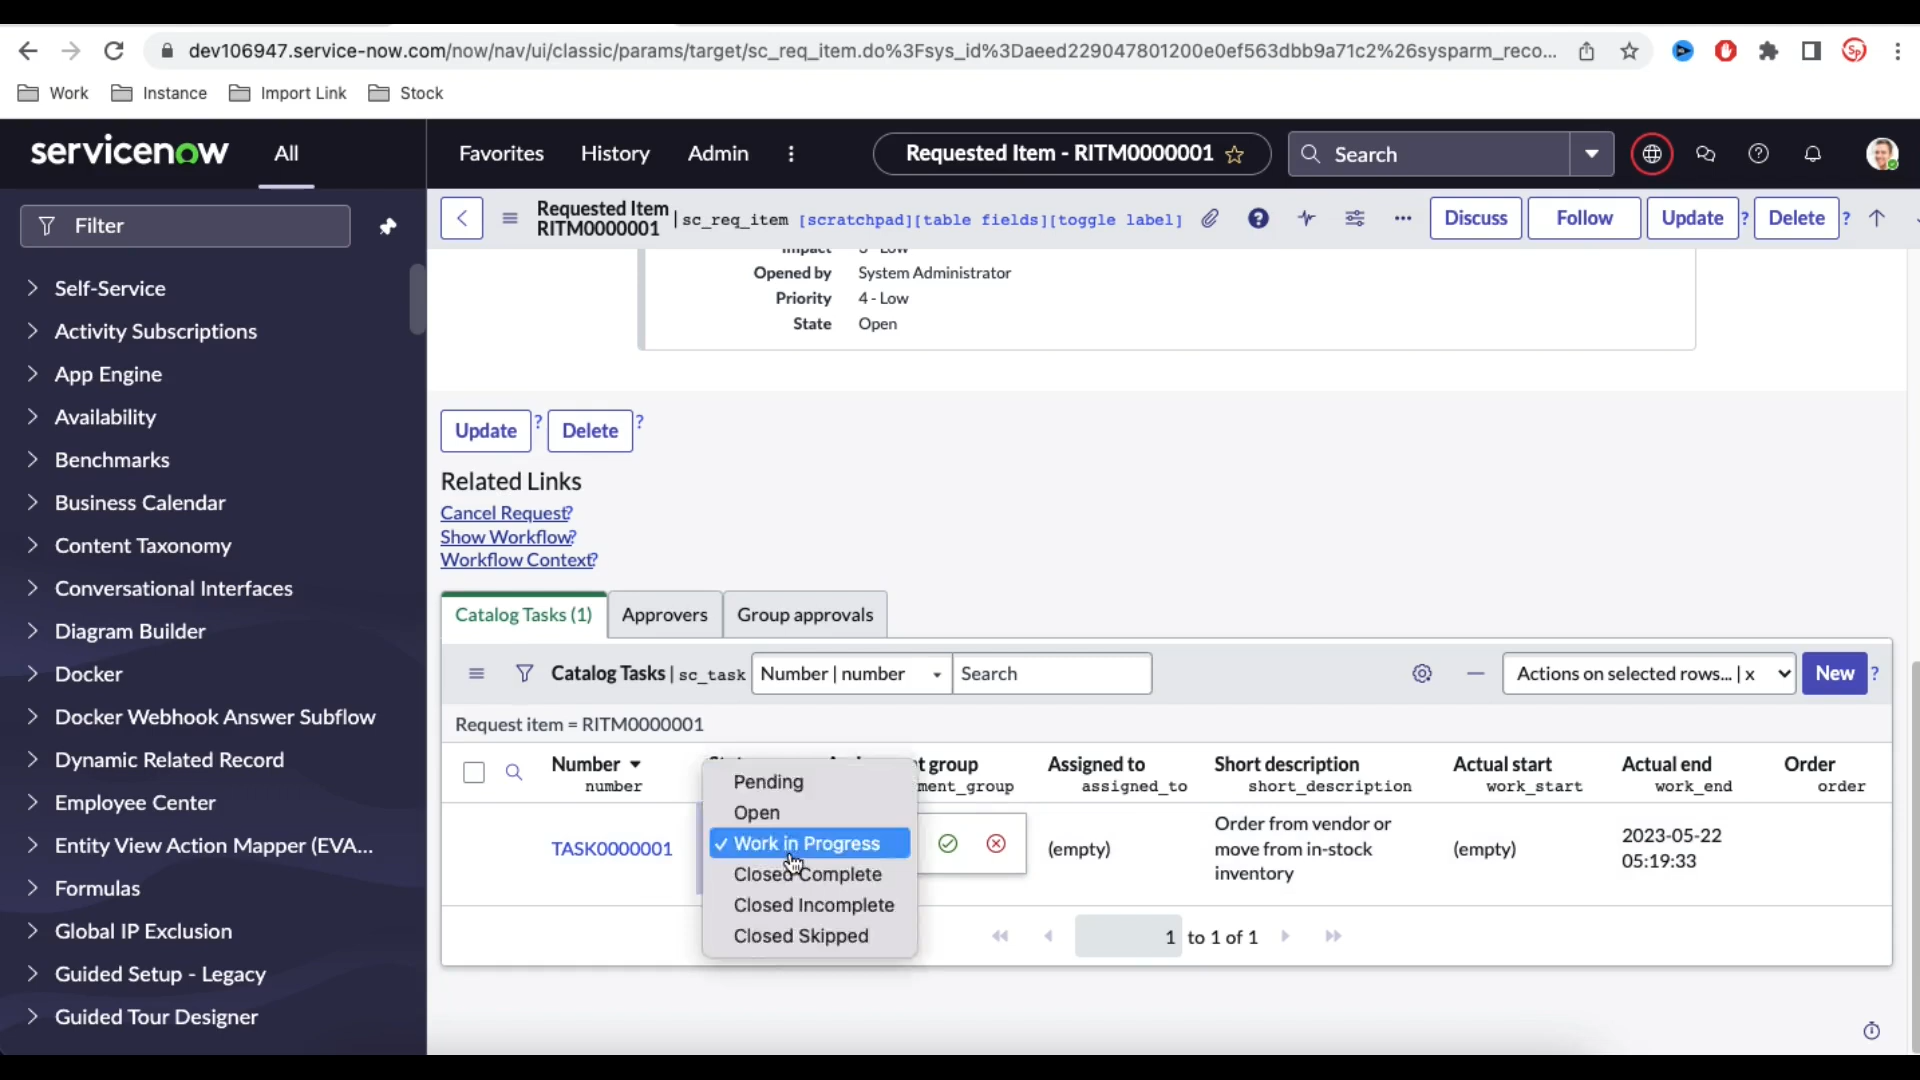 dev106947.service-now.com/now/nav/ui/classic/params/target/sc_req_item.do%3Fsys_id%3Daeed229047801200e0ef563dbb9a71c2%26sysparm_reco...
Work Instance Import Link Stock
servicenow All Favorites History Admin Requested Item - RITM0000001 Search
Filter
Requested Item
RITM0000001 | sc_req_item [scratchpad][table fields][toggle label] Discuss Follow Update ? Delete ?
Self-Service
Activity Subscriptions
App Engine
Availability
Benchmarks
Business Calendar
Content Taxonomy
Conversational Interfaces
Diagram Builder
Docker
Docker Webhook Answer Subflow
Dynamic Related Record
Employee Center
Entity View Action Mapper (EVA...
Formulas
Global IP Exclusion
Guided Setup - Legacy
Guided Tour Designer
Impact 3 - Low
Opened by System Administrator
Priority 4 - Low
State Open
Update ? Delete ?
Related Links
Cancel Request?
Show Workflow?
Workflow Context?
Catalog Tasks (1) Approvers Group approvals
Catalog Tasks | sc_task Number | number Search Actions on selected rows... | x New ?
Request item = RITM0000001
Number t group Assigned to Short description Actual start Actual end Order
number ment_group assigned_to short_description work_start work_end order
Pending
Open
Work in Progress
Closed Complete
Closed Incomplete
Closed Skipped
TASK0000001 (empty) Order from vendor or
move from in-stock
inventory (empty) 2023-05-22
05:19:33
1 to 1 of 1